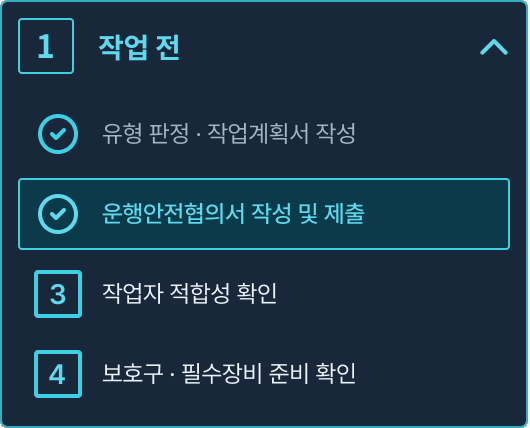 1 작업 전
유형 판정 · 작업계획서 작성
운행안전협의서 작성 및 제출
3 작업자 적합성 확인
4 보호구 · 필수장비 준비 확인